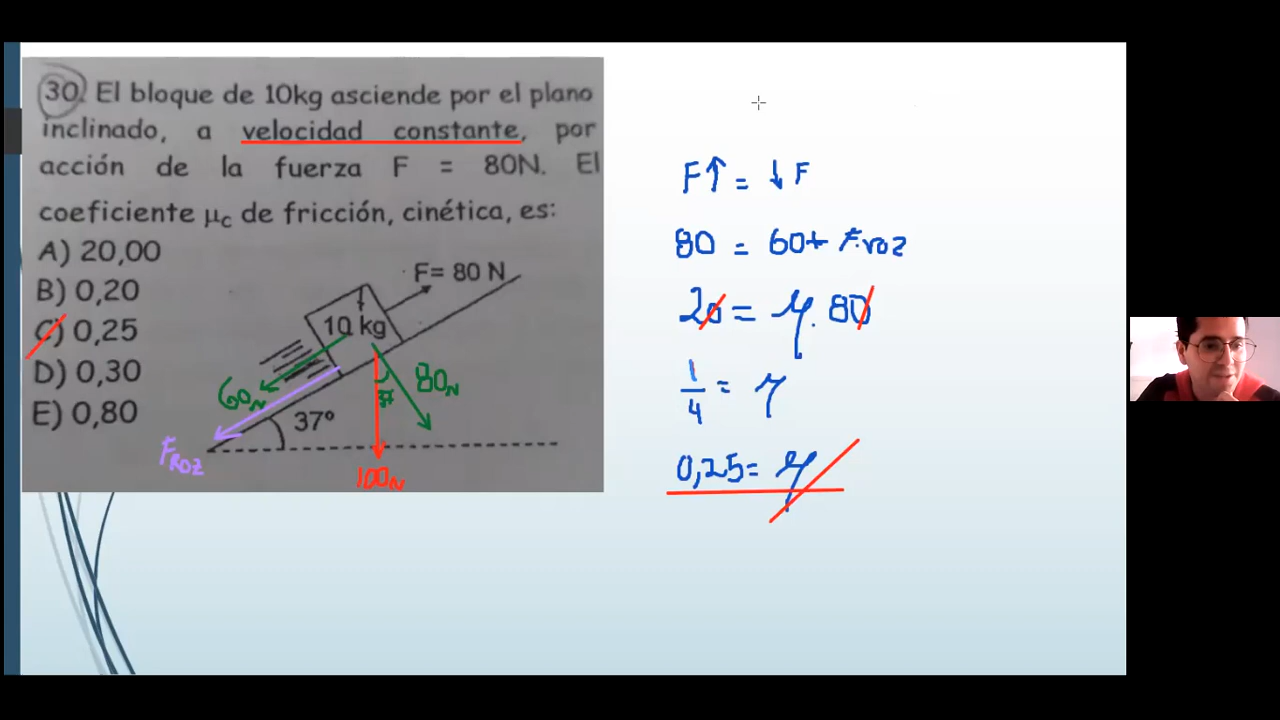 30. El bloque de 10kg asciende por el plano
inclinado, a velocidad constante, por
acción de la fuerza F = 80N. El
coeficiente μc de fricción, cinética, es:
A) 20,00
B) 0,20
C) 0,25
D) 0,30
E) 0,80
F= 80 N
10 kg
60N
80N
37
37º
FROZ
100N
F↑ = ↓F
80 = 60+ Froz
20 = μ.80
1/4 = μ
0,25= μ